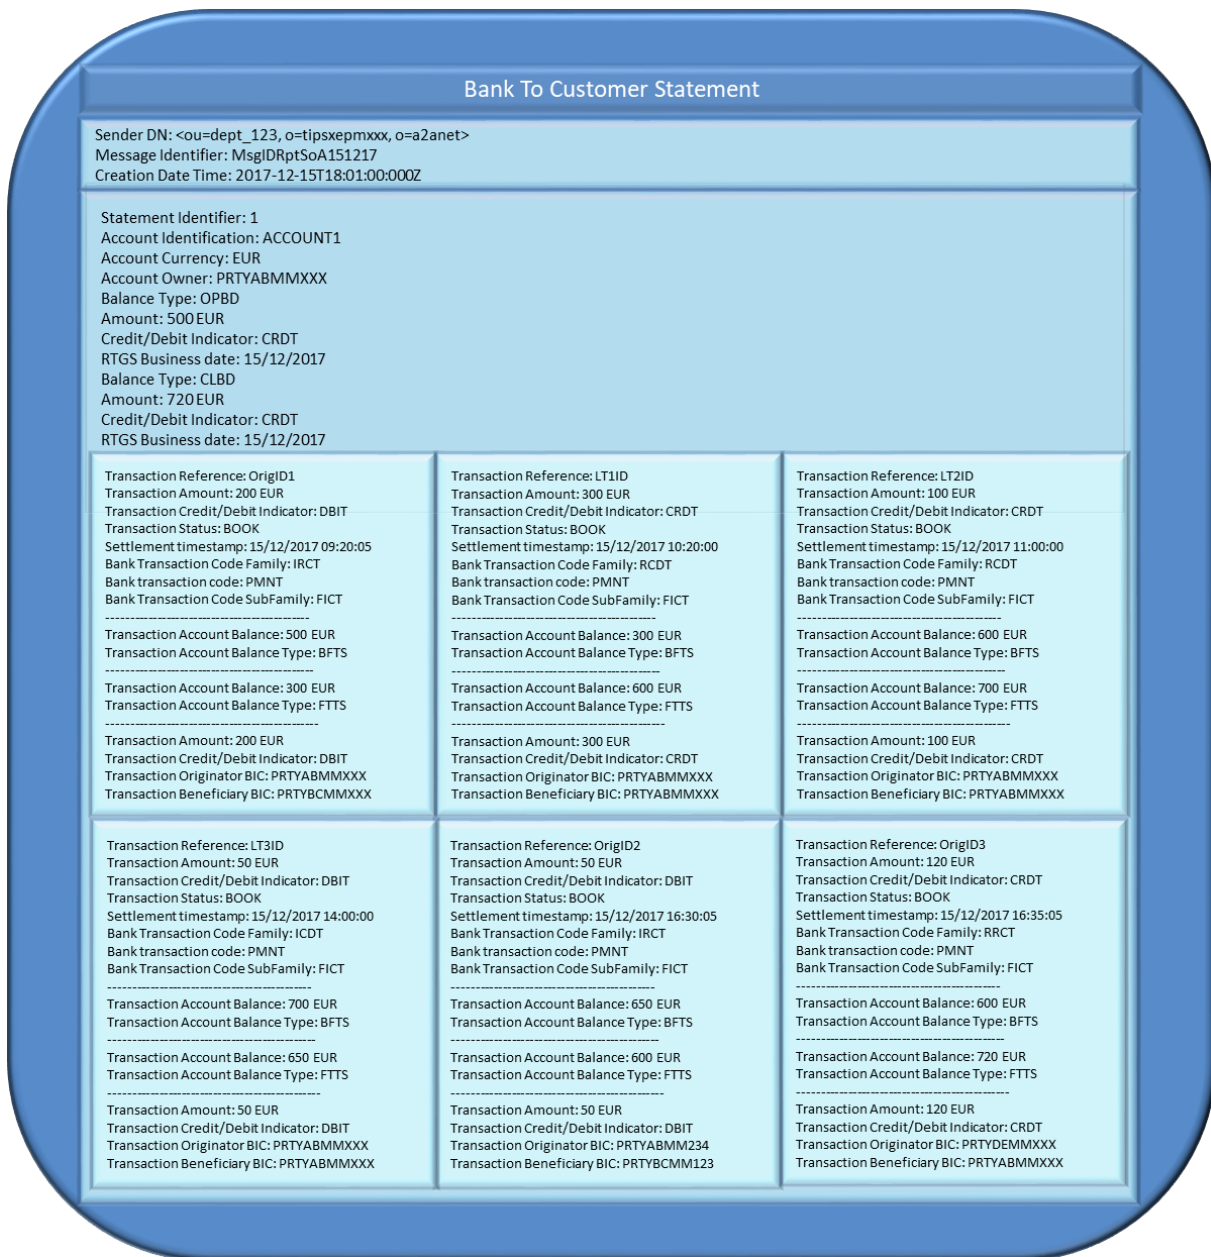 Bank To Customer Statement
Sender DN: <ou=dept_123, o=tipsxepmxxx, o=a2anet>
Message Identifier: MsgIDRptSoA151217
Creation Date Time: 2017-12-15T18:01:00:000Z
Statement Identifier: 1
Account Identification: ACCOUNT1
Account Currency: EUR
Account Owner: PRTYABMMXXX
Balance Type: OPBD
Amount: 500 EUR
Credit/Debit Indicator: CRDT
RTGS Business date: 15/12/2017
Balance Type: CLBD
Amount: 720 EUR
Credit/Debit Indicator: CRDT
RTGS Business date: 15/12/2017
Transaction Reference: OrigID1
Transaction Amount: 200 EUR
Transaction Credit/Debit Indicator: DBIT
Transaction Status: BOOK
Settlement timestamp: 15/12/2017 09:20:05
Bank Transaction Code Family: IRCT
Bank transaction code: PMNT
Bank Transaction Code SubFamily: FICT
--------------------------------------------
Transaction Account Balance: 500 EUR
Transaction Account Balance Type: BFTS
--------------------------------------------
Transaction Account Balance: 300 EUR
Transaction Account Balance Type: FTTS
--------------------------------------------
Transaction Amount: 200 EUR
Transaction Credit/Debit Indicator: DBIT
Transaction Originator BIC: PRTYABMMXXX
Transaction Beneficiary BIC: PRTYBCMMXXX
Transaction Reference: LT1ID
Transaction Amount: 300 EUR
Transaction Credit/Debit Indicator: CRDT
Transaction Status: BOOK
Settlement timestamp: 15/12/2017 10:20:00
Bank Transaction Code Family: RCDT
Bank transaction code: PMNT
Bank Transaction Code SubFamily: FICT
--------------------------------------------
Transaction Account Balance: 300 EUR
Transaction Account Balance Type: BFTS
--------------------------------------------
Transaction Account Balance: 600 EUR
Transaction Account Balance Type: FTTS
--------------------------------------------
Transaction Amount: 300 EUR
Transaction Credit/Debit Indicator: CRDT
Transaction Originator BIC: PRTYABMMXXX
Transaction Beneficiary BIC: PRTYABMMXXX
Transaction Reference: LT2ID
Transaction Amount: 100 EUR
Transaction Credit/Debit Indicator: CRDT
Transaction Status: BOOK
Settlement timestamp: 15/12/2017 11:00:00
Bank Transaction Code Family: RCDT
Bank transaction code: PMNT
Bank Transaction Code SubFamily: FICT
--------------------------------------------
Transaction Account Balance: 600 EUR
Transaction Account Balance Type: BFTS
--------------------------------------------
Transaction Account Balance: 700 EUR
Transaction Account Balance Type: FTTS
--------------------------------------------
Transaction Amount: 100 EUR
Transaction Credit/Debit Indicator: CRDT
Transaction Originator BIC: PRTYABMMXXX
Transaction Beneficiary BIC: PRTYABMMXXX
Transaction Reference: LT3ID
Transaction Amount: 50 EUR
Transaction Credit/Debit Indicator: DBIT
Transaction Status: BOOK
Settlement timestamp: 15/12/2017 14:00:00
Bank Transaction Code Family: ICDT
Bank transaction code: PMNT
Bank Transaction Code SubFamily: FICT
--------------------------------------------
Transaction Account Balance: 700 EUR
Transaction Account Balance Type: BFTS
--------------------------------------------
Transaction Account Balance: 650 EUR
Transaction Account Balance Type: FTTS
--------------------------------------------
Transaction Amount: 50 EUR
Transaction Credit/Debit Indicator: DBIT
Transaction Originator BIC: PRTYABMMXXX
Transaction Beneficiary BIC: PRTYABMMXXX
Transaction Reference: OrigID2
Transaction Amount: 50 EUR
Transaction Credit/Debit Indicator: DBIT
Transaction Status: BOOK
Settlement timestamp: 15/12/2017 16:30:05
Bank Transaction Code Family: IRCT
Bank transaction code: PMNT
Bank Transaction Code SubFamily: FICT
--------------------------------------------
Transaction Account Balance: 650 EUR
Transaction Account Balance Type: BFTS
--------------------------------------------
Transaction Account Balance: 600 EUR
Transaction Account Balance Type: FTTS
--------------------------------------------
Transaction Amount: 50 EUR
Transaction Credit/Debit Indicator: DBIT
Transaction Originator BIC: PRTYABMM234
Transaction Beneficiary BIC: PRTYBCMM123
Transaction Reference: OrigID3
Transaction Amount: 120 EUR
Transaction Credit/Debit Indicator: CRDT
Transaction Status: BOOK
Settlement timestamp: 15/12/2017 16:35:05
Bank Transaction Code Family: RRCT
Bank transaction code: PMNT
Bank Transaction Code SubFamily: FICT
--------------------------------------------
Transaction Account Balance: 600 EUR
Transaction Account Balance Type: BFTS
--------------------------------------------
Transaction Account Balance: 720 EUR
Transaction Account Balance Type: FTTS
--------------------------------------------
Transaction Amount: 120 EUR
Transaction Credit/Debit Indicator: CRDT
Transaction Originator BIC: PRTYDEMMXXX
Transaction Beneficiary BIC: PRTYABMMXXX